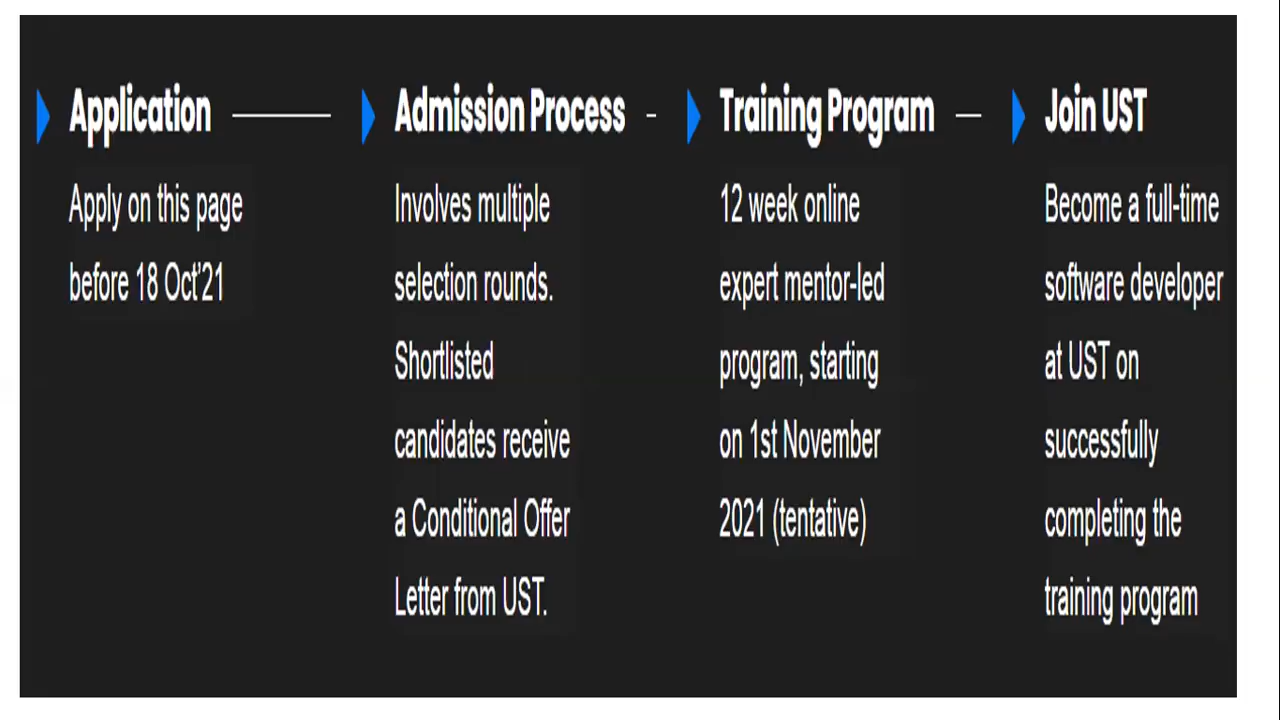 Application
Apply on this page
before 18 Oct'21
Admission Process
Involves multiple
selection rounds.
Shortlisted
candidates receive
a Conditional Offer
Letter from UST.
Training Program
12 week online
expert mentor-led
program, starting
on 1st November
2021 (tentative)
Join UST
Become a full-time
software developer
at UST on
successfully
completing the
training program